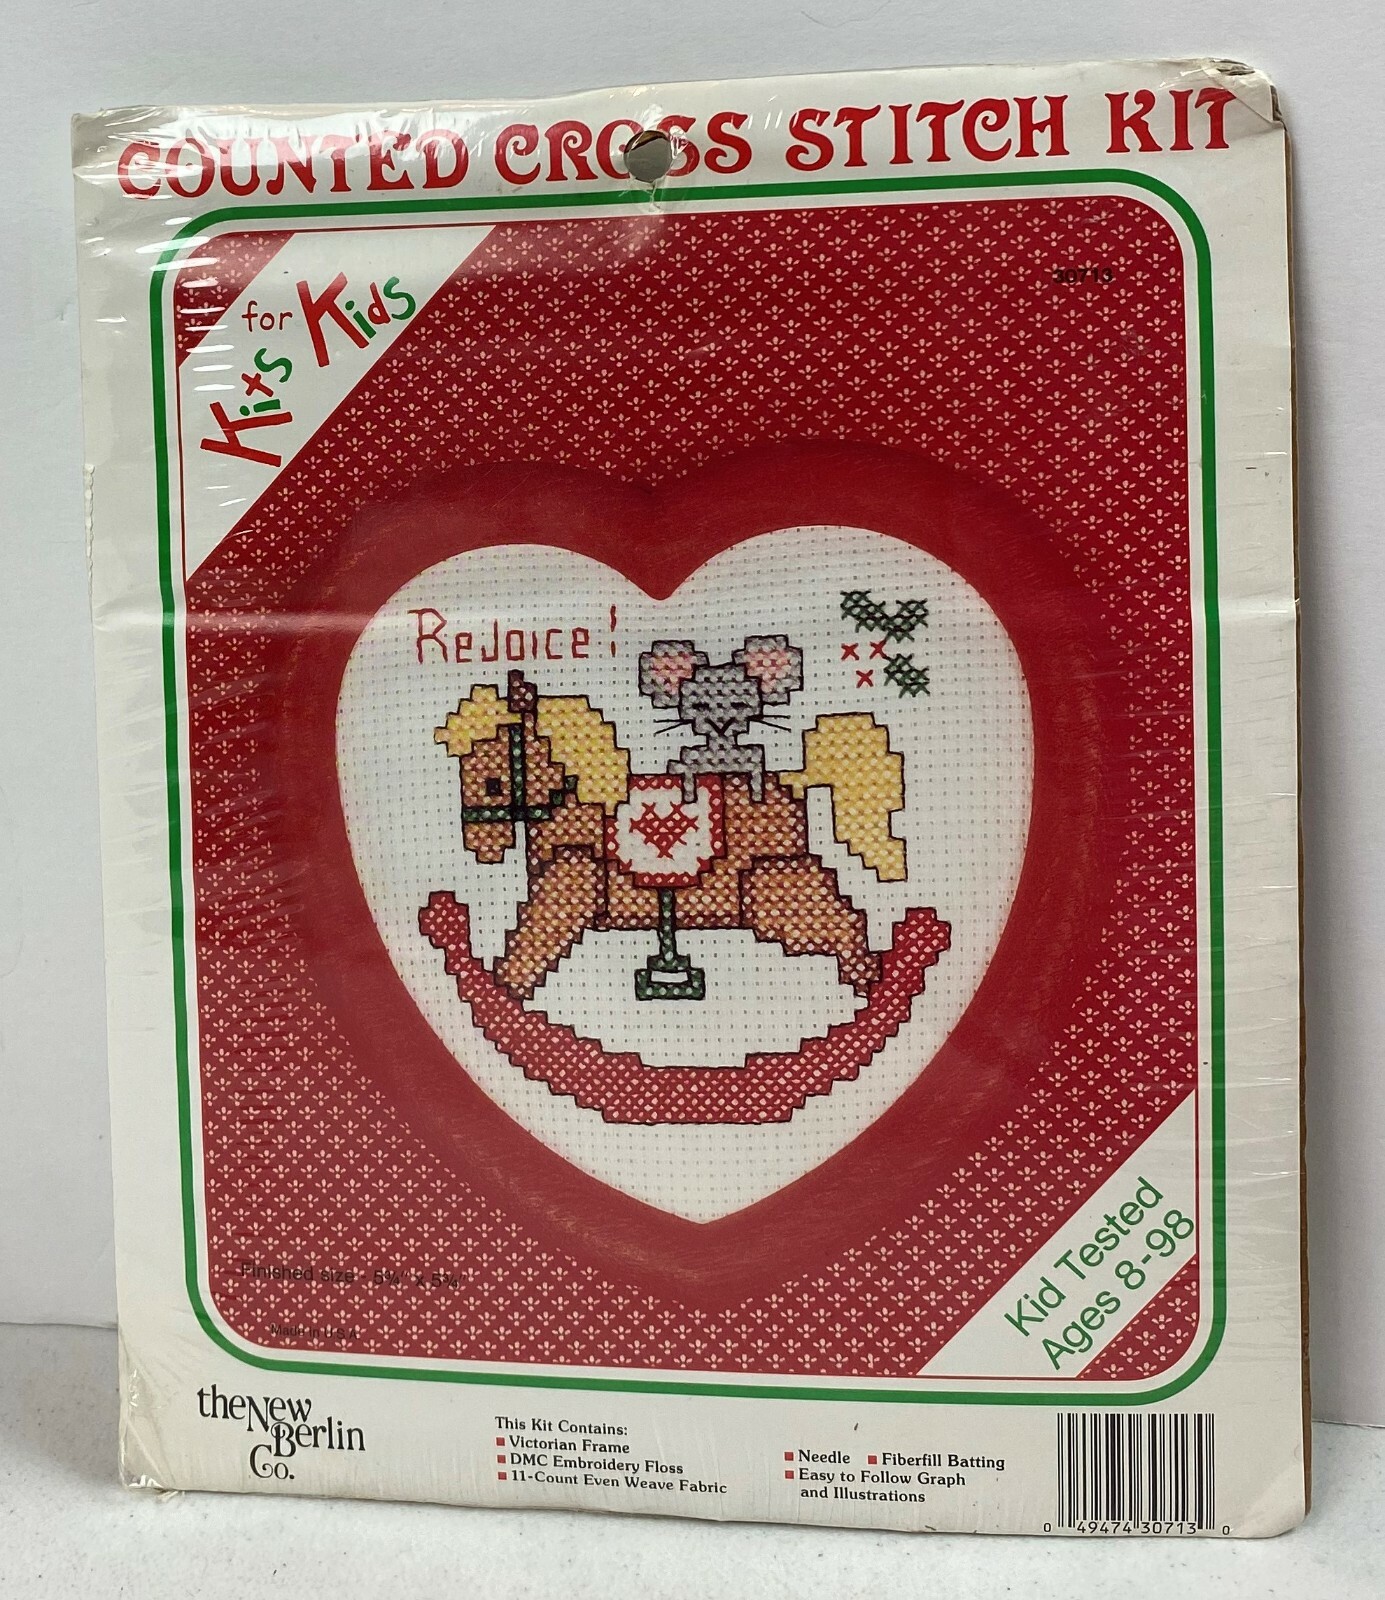 COUNTED CROSS STITCH KIT
30713
Kits
for Kids
Rejoice!
Finished size - 5¾" x 5¾"
Made in U.S.A.
Kid Tested
Ages 8-98
the New
Berlin
Co.
This Kit Contains:
■ Victorian Frame
■ DMC Embroidery Floss
■ 11-Count Even Weave Fabric
■ Needle ■ Fiberfill Batting
■ Easy to Follow Graph
and Illustrations
0 49474 30713 0